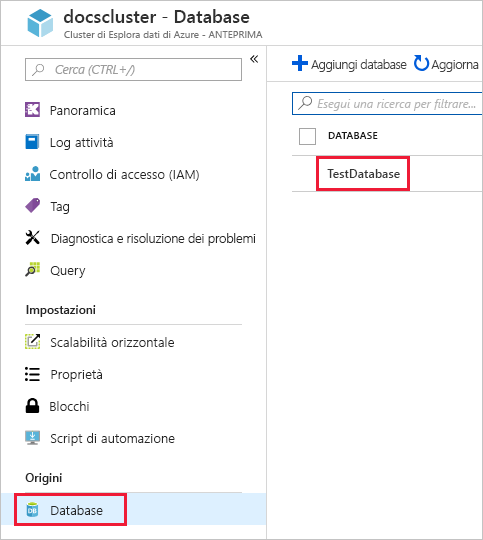 docscluster - Database
Cluster di Esplora dati di Azure - ANTEPRIMA
Cerca (CTRL+/)
«
Panoramica
Log attività
Controllo di accesso (IAM)
Tag
Diagnostica e risoluzione dei problemi
Query
Impostazioni
Scalabilità orizzontale
Proprietà
Blocchi
Script di automazione
Origini
DB Database
Aggiungi database Aggiorna
Esegui una ricerca per filtrare...
DATABASE
TestDatabase